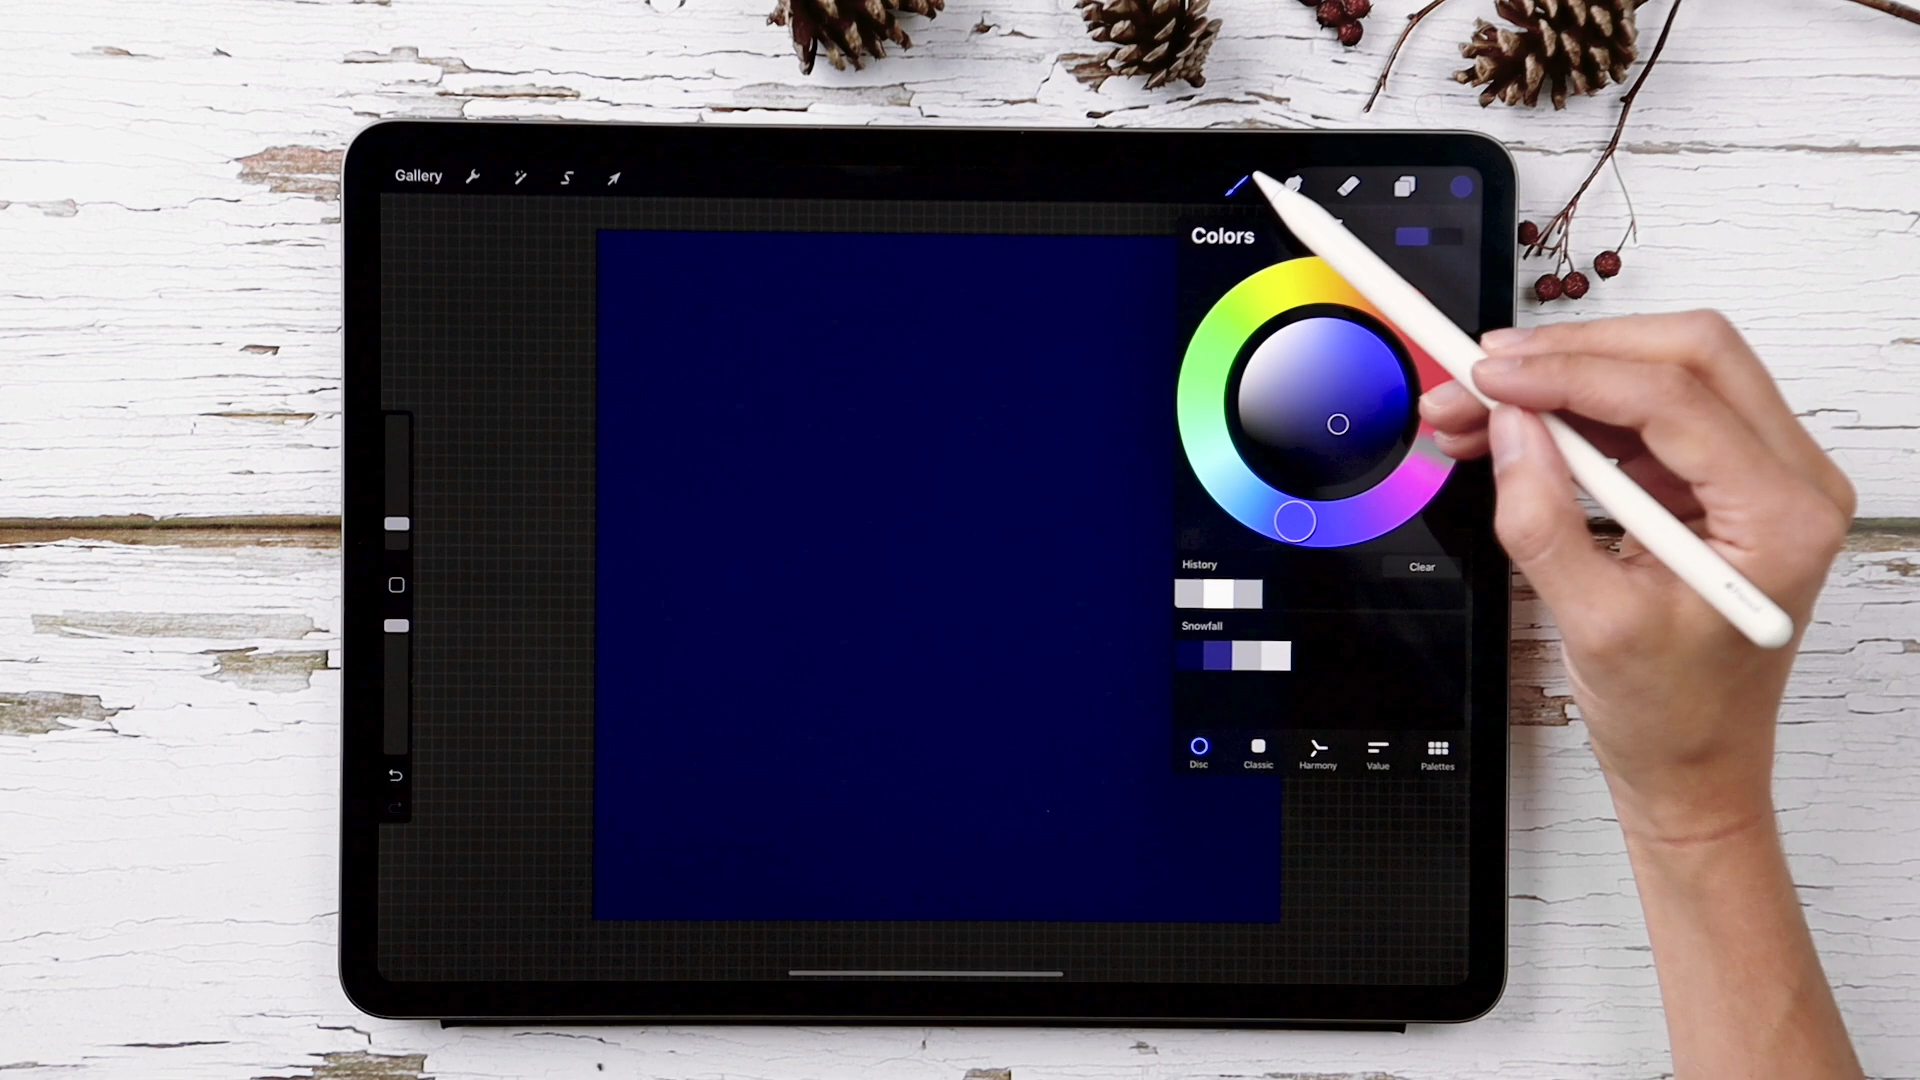 Gallery
Colors
History
Clear
Snowfall
Disc
Classic
Harmony
Value
Palettes